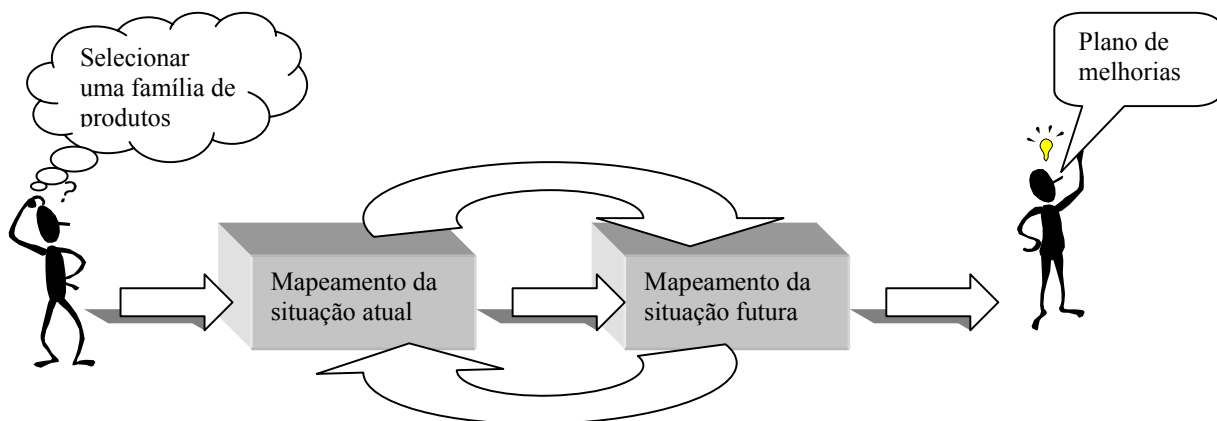 Selecionar
uma família de
produtos
Plano de
melhorias
?
Mapeamento da
situação atual
Mapeamento da
situação futura